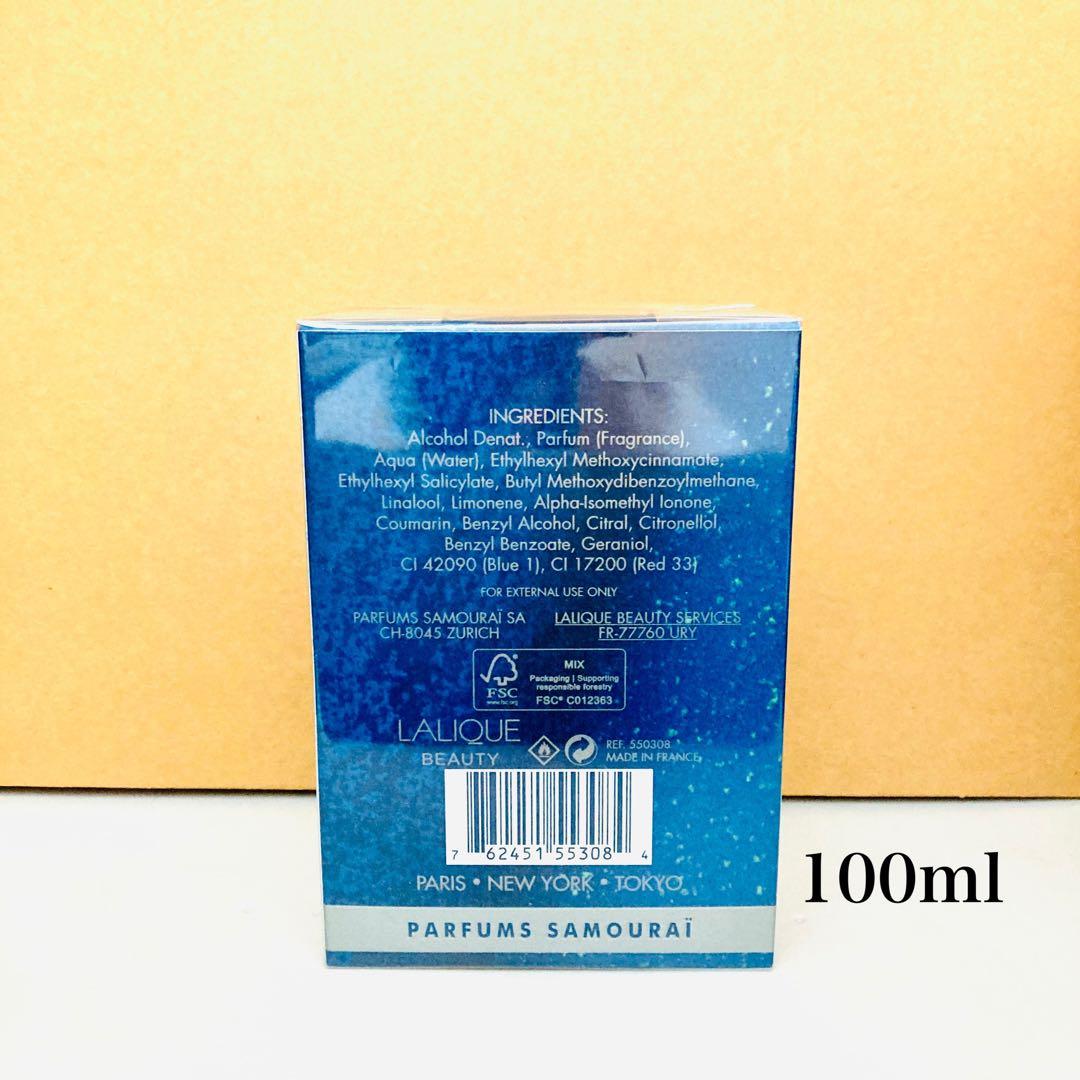 INGREDIENTS:
Alcohol Denat., Parfum (Fragrance),
Aqua (Water), Ethylhexyl Methoxycinnamate,
Ethylhexyl Salicylate, Butyl Methoxydibenzoylmethane,
Linalool, Limonene, Alpha-Isomethyl Ionone,
Coumarin, Benzyl Alcohol, Citral, Citronellol,
Benzyl Benzoate, Geraniol,
CI 42090 (Blue 1), CI 17200 (Red 33)
FOR EXTERNAL USE ONLY
PARFUMS SAMOURAÏ SA
CH-8045 ZURICH
LALIQUE BEAUTY SERVICES
FR-77760 URY
FSC
www.fsc.org
MIX
Packaging | Supporting
responsible forestry
FSC® C012363
LALIQUE
BEAUTY
REF. 550308
MADE IN FRANCE
7 62451 55308 4
PARIS • NEW YORK • TOKYO
PARFUMS SAMOURAÏ
100ml